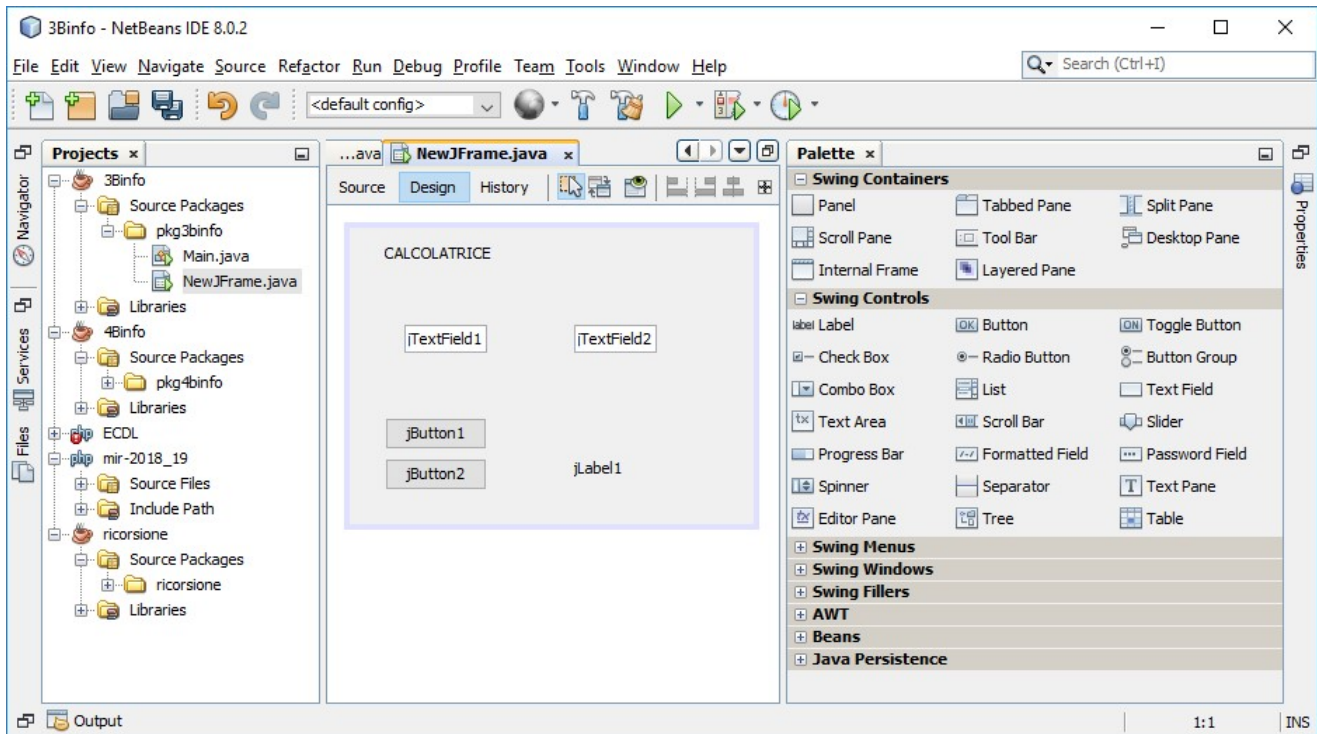 3Binfo - NetBeans IDE 8.0.2
File Edit View Navigate Source Refactor Run Debug Profile Team Tools Window Help
Search (Ctrl+I)
<default config>
Navigator
Services
Files
Projects
3Binfo
Source Packages
pkg3binfo
Main.java
NewJFrame.java
Libraries
4Binfo
Source Packages
pkg4binfo
Libraries
php ECDL
php mir-2018_19
Source Files
Include Path
ricorsione
Source Packages
ricorsione
Libraries
...ava NewJFrame.java
Source Design History
CALCOLATRICE
jTextField1 jTextField2
jButton1
jButton2 jLabel1
Palette
Swing Containers
Panel Tabbed Pane Split Pane
Scroll Pane Tool Bar Desktop Pane
Internal Frame Layered Pane
Swing Controls
label Label OK Button ON Toggle Button
Check Box Radio Button Button Group
Combo Box List Text Field
tx Text Area Scroll Bar Slider
Progress Bar Formatted Field Password Field
Spinner Separator T Text Pane
Editor Pane Tree Table
Swing Menus
Swing Windows
Swing Fillers
AWT
Beans
Java Persistence
Properties
Output
1:1 INS